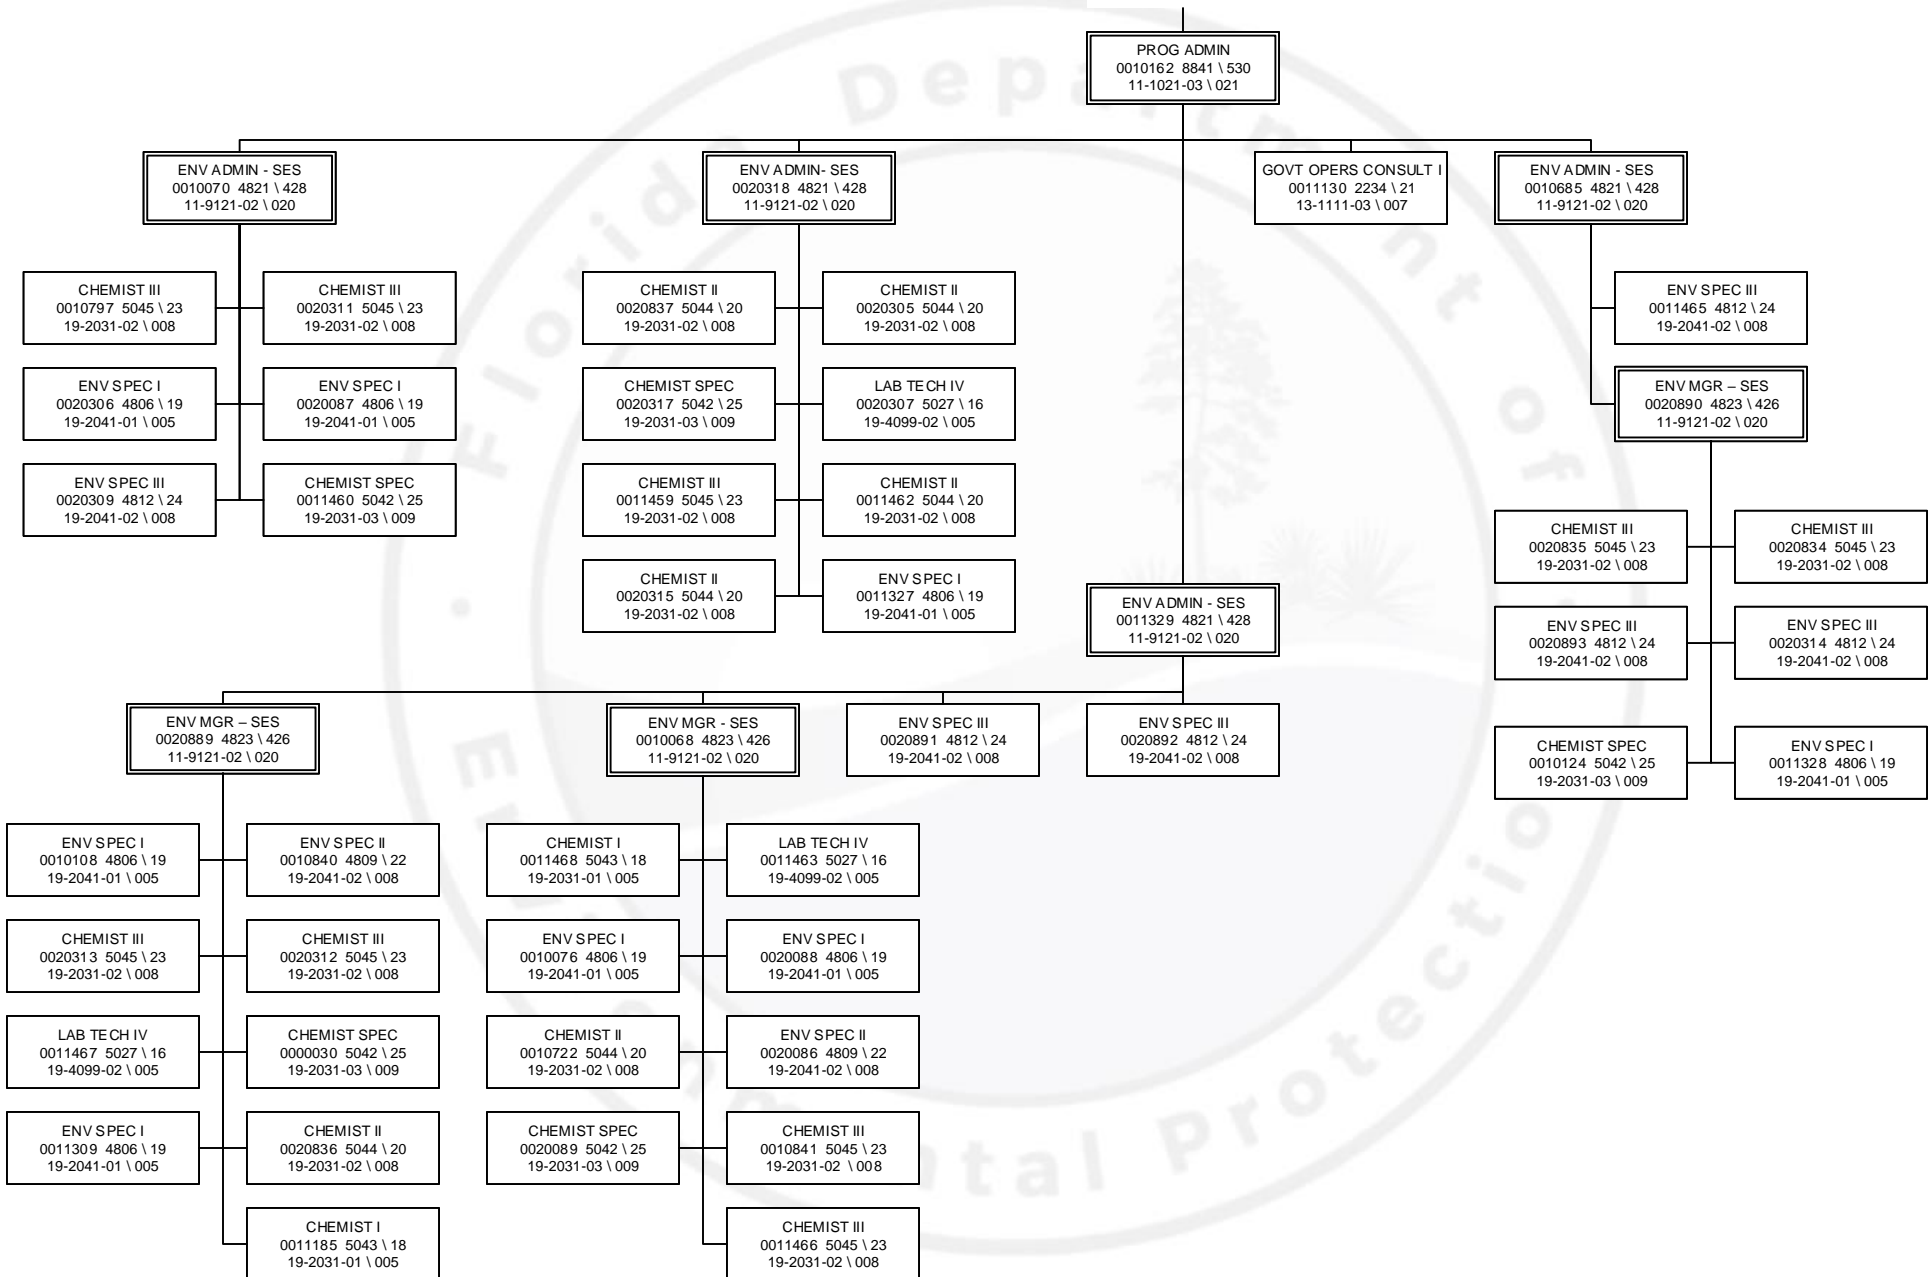 PROG ADMIN
0010162 8841 \ 530
11-1021-03 \ 021
ENV ADMIN - SES
0010070 4821 \ 428
11-9121-02 \ 020
ENV ADMIN- SES
0020318 4821 \ 428
11-9121-02 \ 020
GOVT OPERS CONSULT I
0011130 2234 \ 21
13-1111-03 \ 007
ENV ADMIN - SES
0010685 4821 \ 428
11-9121-02 \ 020
CHEMIST III
0010797 5045 \ 23
19-2031-02 \ 008
CHEMIST III
0020311 5045 \ 23
19-2031-02 \ 008
ENV SPEC I
0020306 4806 \ 19
19-2041-01 \ 005
ENV SPEC I
0020087 4806 \ 19
19-2041-01 \ 005
ENV SPEC III
0020309 4812 \ 24
19-2041-02 \ 008
CHEMIST SPEC
0011460 5042 \ 25
19-2031-03 \ 009
CHEMIST II
0020837 5044 \ 20
19-2031-02 \ 008
CHEMIST II
0020305 5044 \ 20
19-2031-02 \ 008
CHEMIST SPEC
0020317 5042 \ 25
19-2031-03 \ 009
LAB TECH IV
0020307 5027 \ 16
19-4099-02 \ 005
CHEMIST III
0011459 5045 \ 23
19-2031-02 \ 008
CHEMIST II
0011462 5044 \ 20
19-2031-02 \ 008
CHEMIST II
0020315 5044 \ 20
19-2031-02 \ 008
ENV SPEC I
0011327 4806 \ 19
19-2041-01 \ 005
ENV SPEC III
0011465 4812 \ 24
19-2041-02 \ 008
ENV MGR – SES
0020890 4823 \ 426
11-9121-02 \ 020
CHEMIST III
0020835 5045 \ 23
19-2031-02 \ 008
CHEMIST III
0020834 5045 \ 23
19-2031-02 \ 008
ENV SPEC III
0020893 4812 \ 24
19-2041-02 \ 008
ENV SPEC III
0020314 4812 \ 24
19-2041-02 \ 008
CHEMIST SPEC
0010124 5042 \ 25
19-2031-03 \ 009
ENV SPEC I
0011328 4806 \ 19
19-2041-01 \ 005
ENV ADMIN - SES
0011329 4821 \ 428
11-9121-02 \ 020
ENV MGR – SES
0020889 4823 \ 426
11-9121-02 \ 020
ENV MGR - SES
0010068 4823 \ 426
11-9121-02 \ 020
ENV SPEC III
0020891 4812 \ 24
19-2041-02 \ 008
ENV SPEC III
0020892 4812 \ 24
19-2041-02 \ 008
ENV SPEC I
0010108 4806 \ 19
19-2041-01 \ 005
ENV SPEC II
0010840 4809 \ 22
19-2041-02 \ 008
CHEMIST III
0020313 5045 \ 23
19-2031-02 \ 008
CHEMIST III
0020312 5045 \ 23
19-2031-02 \ 008
LAB TECH IV
0011467 5027 \ 16
19-4099-02 \ 005
CHEMIST SPEC
0000030 5042 \ 25
19-2031-03 \ 009
ENV SPEC I
0011309 4806 \ 19
19-2041-01 \ 005
CHEMIST II
0020836 5044 \ 20
19-2031-02 \ 008
CHEMIST I
0011185 5043 \ 18
19-2031-01 \ 005
CHEMIST I
0011468 5043 \ 18
19-2031-01 \ 005
LAB TECH IV
0011463 5027 \ 16
19-4099-02 \ 005
ENV SPEC I
0010076 4806 \ 19
19-2041-01 \ 005
ENV SPEC I
0020088 4806 \ 19
19-2041-01 \ 005
CHEMIST II
0010722 5044 \ 20
19-2031-02 \ 008
ENV SPEC II
0020086 4809 \ 22
19-2041-02 \ 008
CHEMIST SPEC
0020089 5042 \ 25
19-2031-03 \ 009
CHEMIST III
0010841 5045 \ 23
19-2031-02 \ 008
CHEMIST III
0011466 5045 \ 23
19-2031-02 \ 008
Florida Department of
Protection